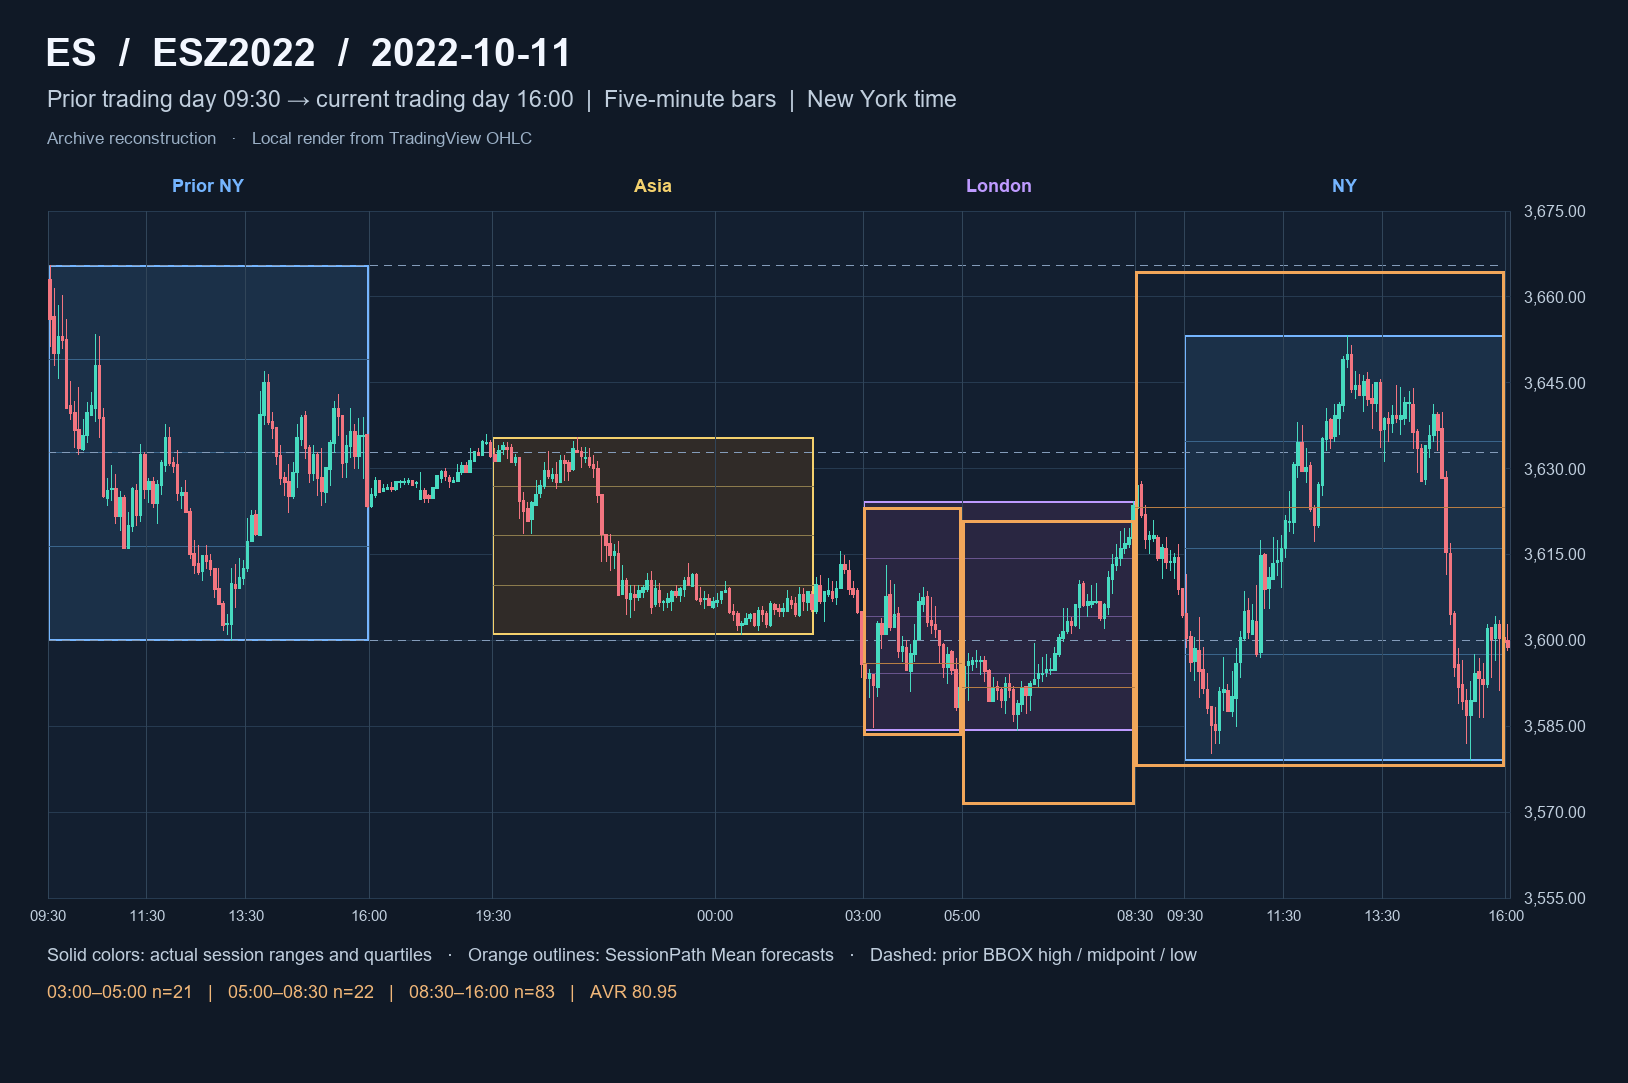 ES / ESZ2022 / 2022-10-11
Prior trading day 09:30 → current trading day 16:00 | Five-minute bars | New York time
Archive reconstruction · Local render from TradingView OHLC
Prior NY Asia London NY
3,675.00
3,660.00
3,645.00
3,630.00
3,615.00
3,600.00
3,585.00
3,570.00
3,555.00
09:30 11:30 13:30 16:00 19:30 00:00 03:00 05:00 08:30 09:30 11:30 13:30 16:00
Solid colors: actual session ranges and quartiles · Orange outlines: SessionPath Mean forecasts · Dashed: prior BBOX high / midpoint / low
03:00–05:00 n=21 | 05:00–08:30 n=22 | 08:30–16:00 n=83 | AVR 80.95